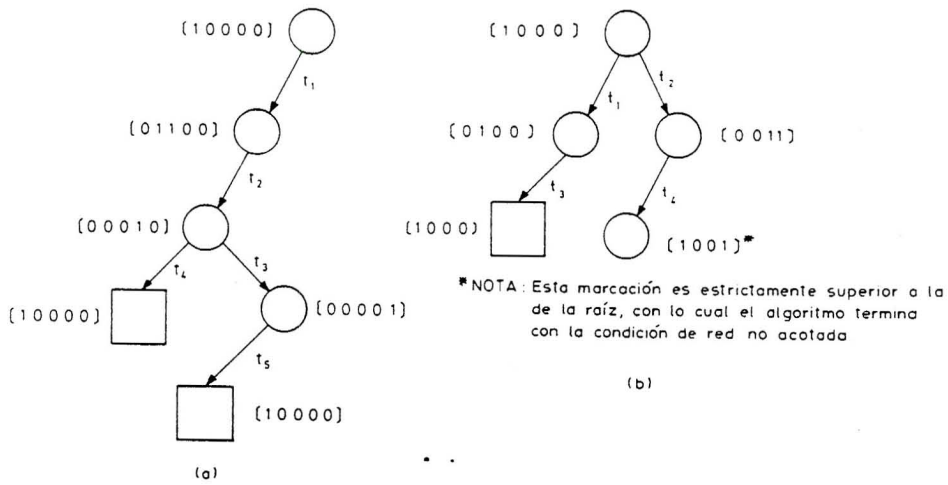 [10000]
t1
[01100]
t2
[00010]
t4
t3
[10000]
[00001]
t5
[10000]
(a)
[1000]
t1
t2
[0100]
[0011]
t3
t4
[1000]
[1001]*
*NOTA: Esta marcación es estrictamente superior a la
de la raíz, con lo cual el algoritmo termina
con la condición de red no acotada
(b)